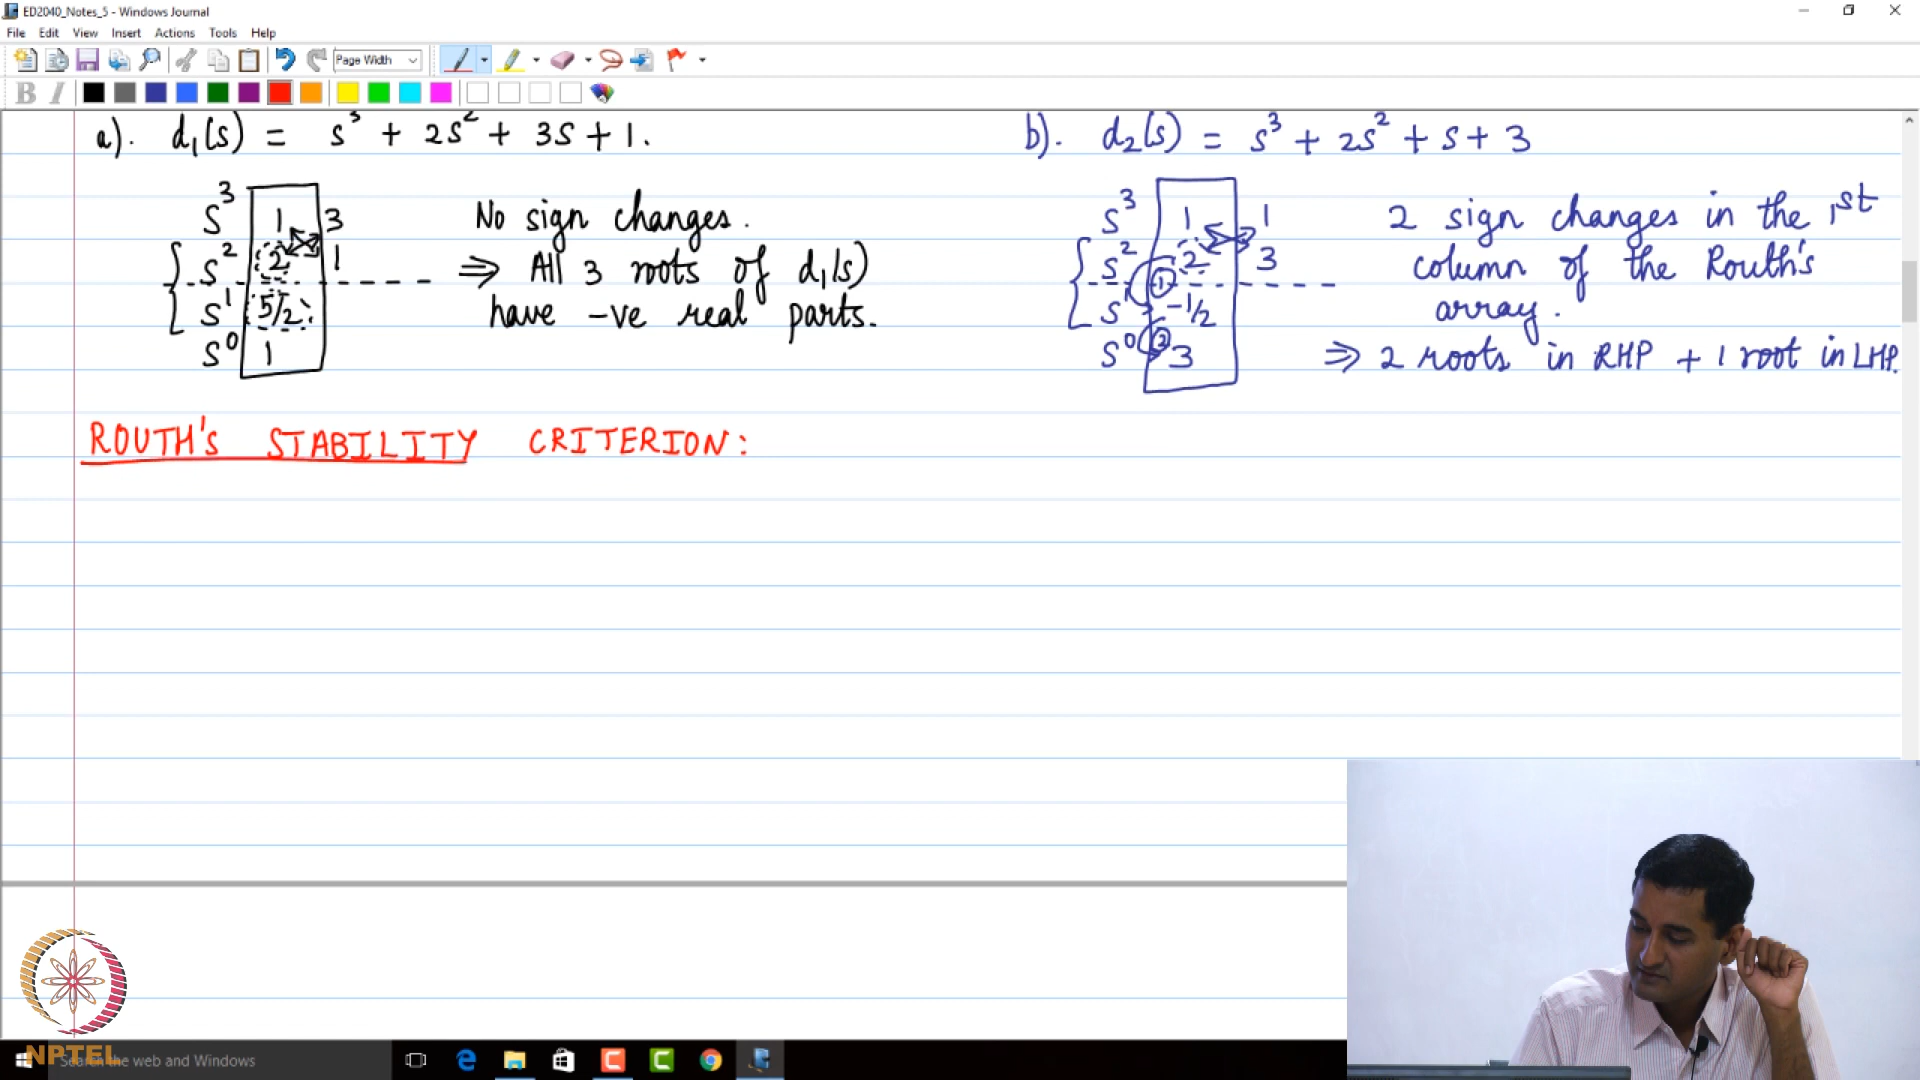 ED2040_Notes_5 - Windows Journal
File Edit View Insert Actions Tools Help
Page Width
B I
a). d₁(s) = s³ + 2s² + 3s + 1.
s³ 1 3
s² 2 1
s¹ 5/2
s⁰ 1
No sign changes.
⇒ All 3 roots of d₁(s)
have -ve real parts.
b). d₂(s) = s³ + 2s² + s + 3
s³ 1 1
s² 2 3
① 
s¹ -1/2
s⁰ ② 3
2 sign changes in the 1st
column of the Routh's
array.
⇒ 2 roots in RHP + 1 root in LHP.
ROUTH'S STABILITY CRITERION:
NPTEL
Search the web and Windows